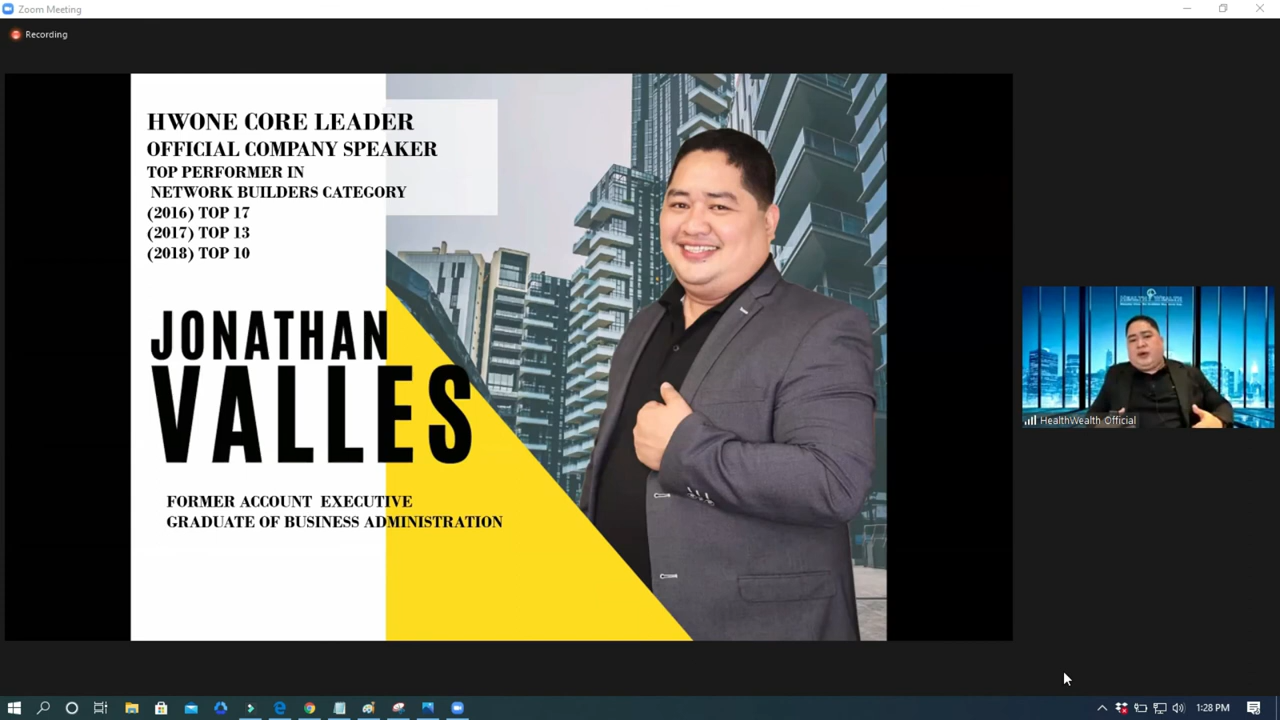 Zoom Meeting
Recording
HWONE CORE LEADER
OFFICIAL COMPANY SPEAKER
TOP PERFORMER IN
NETWORK BUILDERS CATEGORY
(2016) TOP 17
(2017) TOP 13
(2018) TOP 10
JONATHAN
VALLES
FORMER ACCOUNT EXECUTIVE
GRADUATE OF BUSINESS ADMINISTRATION
HEALTH WEALTH
HealthWealth Official
1:28 PM